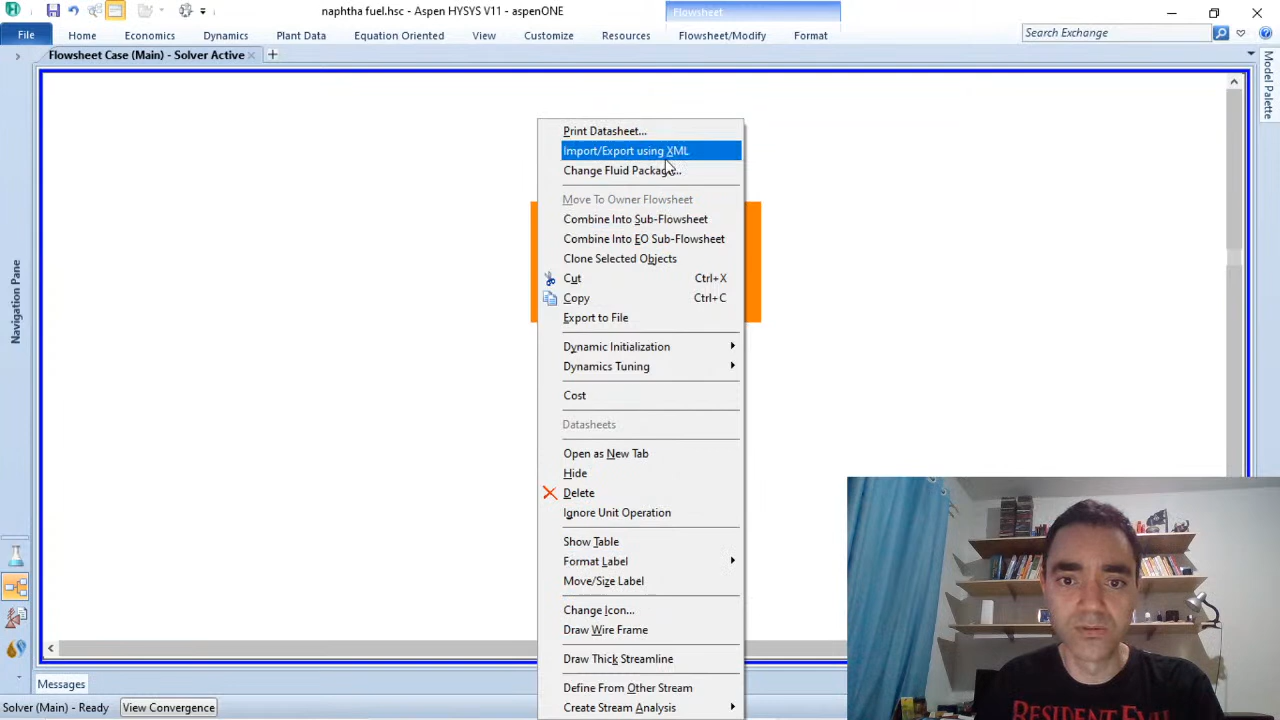 naphtha fuel.hsc - Aspen HYSYS V11 - aspenONE
Flowsheet
File Home Economics Dynamics Plant Data Equation Oriented View Customize Resources Flowsheet/Modify Format Search Exchange
Flowsheet Case (Main) - Solver Active
Model Palette
Navigation Pane
Print Datasheet...
Import/Export using XML
Change Fluid Packag...
Move To Owner Flowsheet
Combine Into Sub-Flowsheet
Combine Into EO Sub-Flowsheet
Clone Selected Objects
Cut Ctrl+X
Copy Ctrl+C
Export to File
Dynamic Initialization
Dynamics Tuning
Cost
Datasheets
Open as New Tab
Hide
Delete
Ignore Unit Operation
Show Table
Format Label
Move/Size Label
Change Icon...
Draw Wire Frame
Draw Thick Streamline
Define From Other Stream
Create Stream Analysis
Messages
Solver (Main) - Ready View Convergence
RESIDENT EVIL